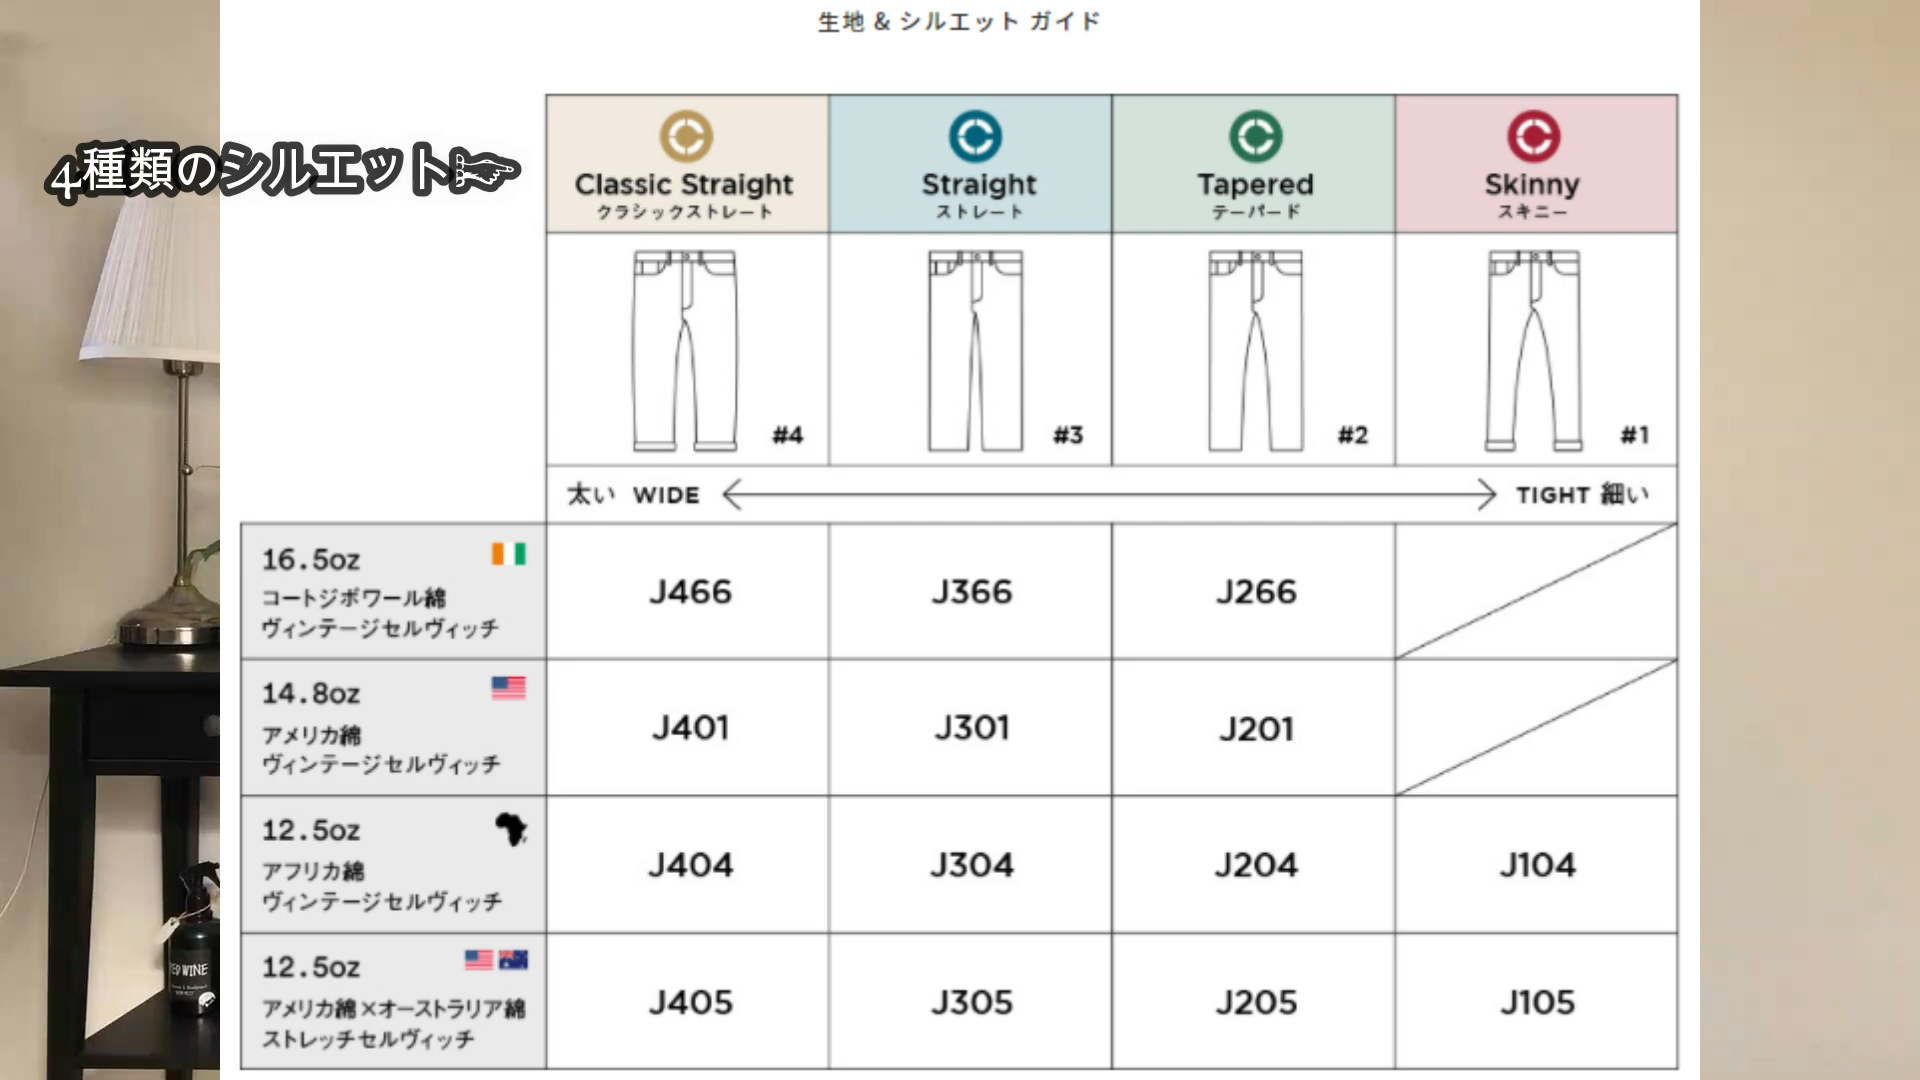 生地 & シルエット ガイド
4種類のシルエット☞
Classic Straight
クラシックストレート
Straight
ストレート
Tapered
テーパード
Skinny
スキニー
#4
#3
#2
#1
太い WIDE
TIGHT 細い
16.5oz
コートジボワール綿
ヴィンテージセルヴィッチ
J466
J366
J266
14.8oz
アメリカ綿
ヴィンテージセルヴィッチ
J401
J301
J201
12.5oz
アフリカ綿
ヴィンテージセルヴィッチ
J404
J304
J204
J104
12.5oz
アメリカ綿×オーストラリア綿
ストレッチセルヴィッチ
J405
J305
J205
J105
RED WINE